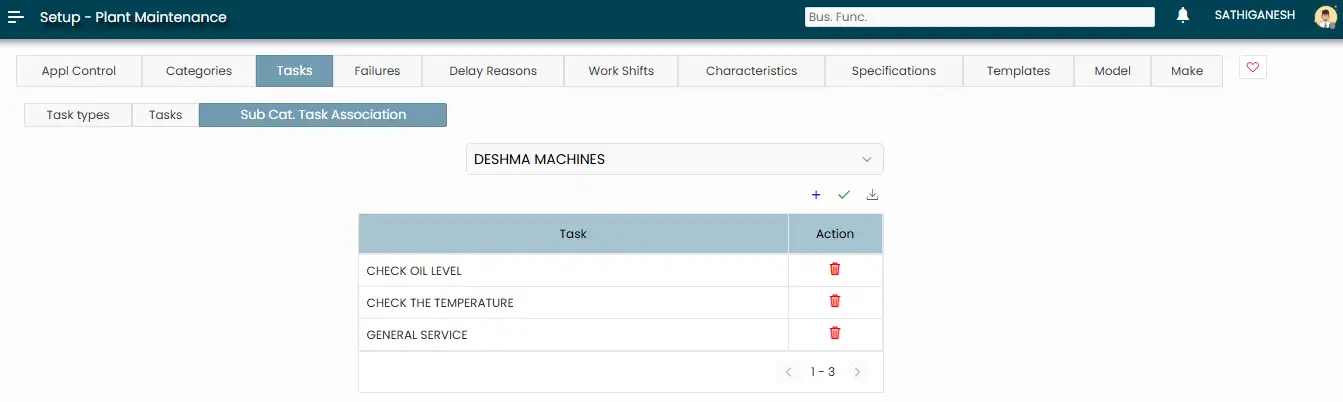 Setup - Plant Maintenance
Bus. Func.
SATHIGANESH
Appl Control Categories Tasks Failures Delay Reasons Work Shifts Characteristics Specifications Templates Model Make
Task types Tasks Sub Cat. Task Association
DESHMA MACHINES
Task Action
CHECK OIL LEVEL
CHECK THE TEMPERATURE
GENERAL SERVICE
1 - 3